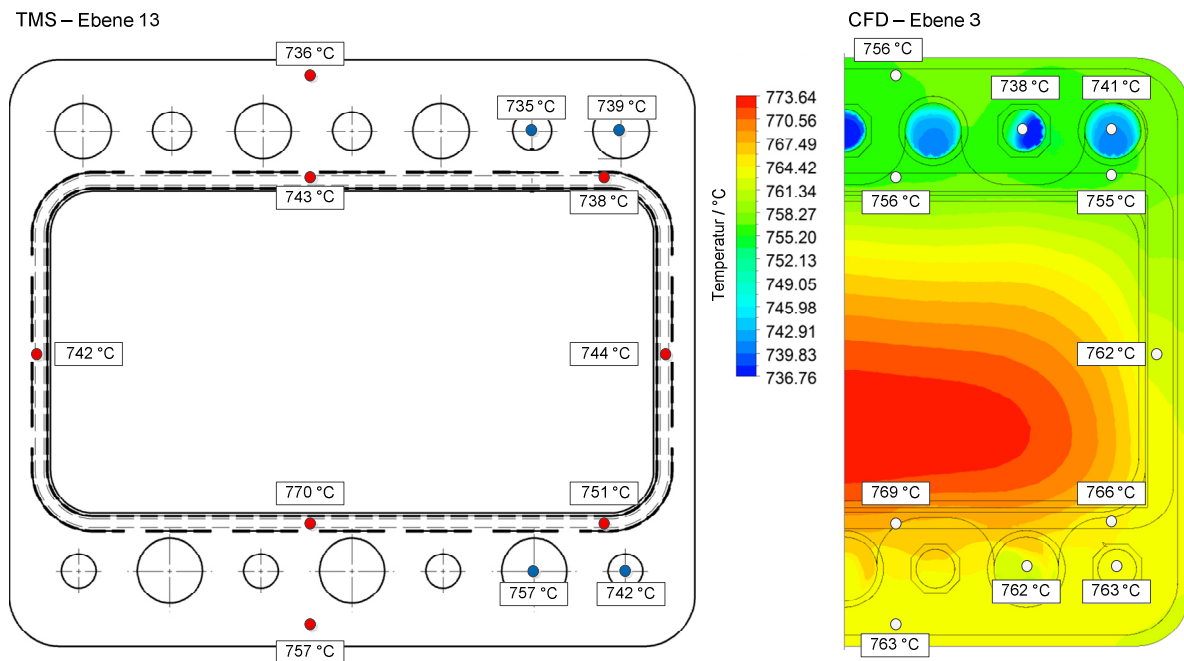 TMS – Ebene 13
CFD – Ebene 3
736 °C
735 °C
739 °C
743 °C
738 °C
742 °C
744 °C
770 °C
751 °C
757 °C
742 °C
757 °C
Temperatur / °C
773.64
770.56
767.49
764.42
761.34
758.27
755.20
752.13
749.05
745.98
742.91
739.83
736.76
756 °C
738 °C
741 °C
756 °C
755 °C
762 °C
769 °C
766 °C
762 °C
763 °C
763 °C